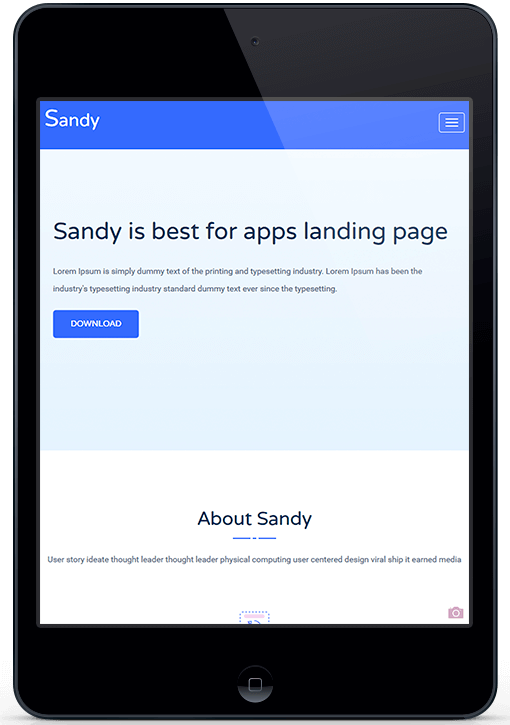 Sandy
Sandy is best for apps landing page
Lorem Ipsum is simply dummy text of the printing and typesetting industry. Lorem Ipsum has been the
industry's typesetting industry standard dummy text ever since the typesetting.
DOWNLOAD
About Sandy
User story ideate thought leader thought leader physical computing user centered design viral ship it earned media